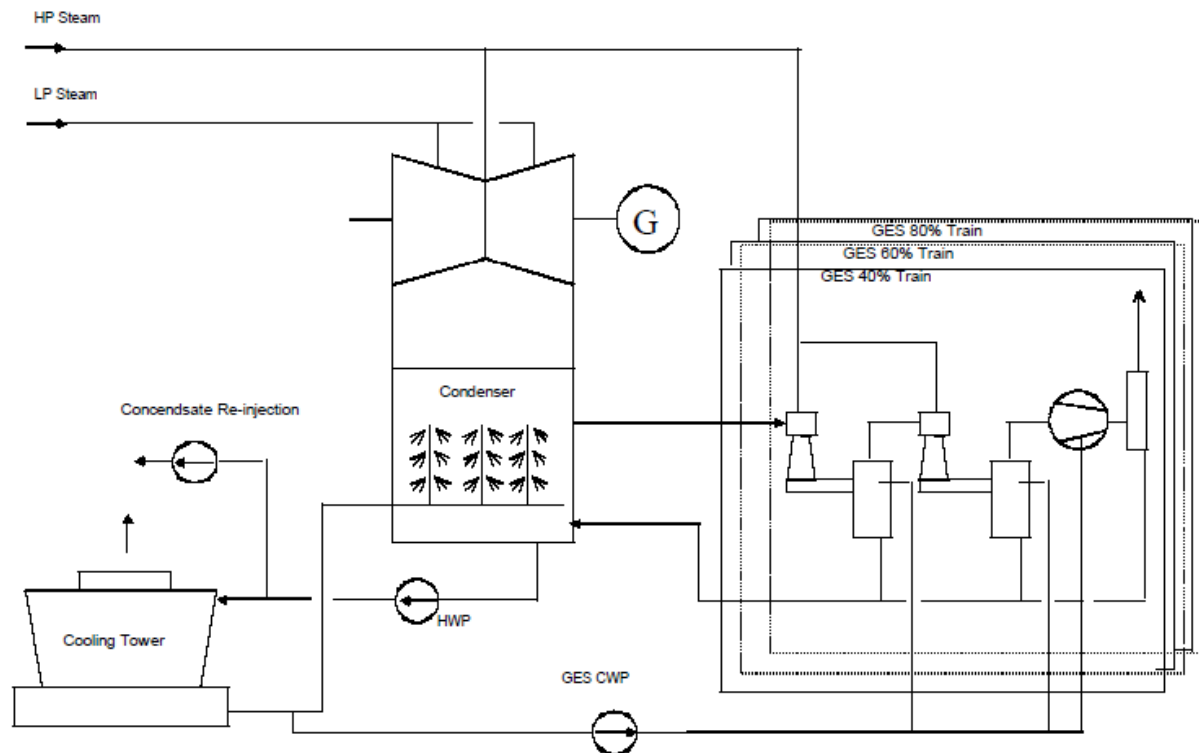 HP Steam
LP Steam
G
GES 80% Train
GES 60% Train
GES 40% Train
Condenser
Concendsate Re-injection
HWP
Cooling Tower
GES CWP